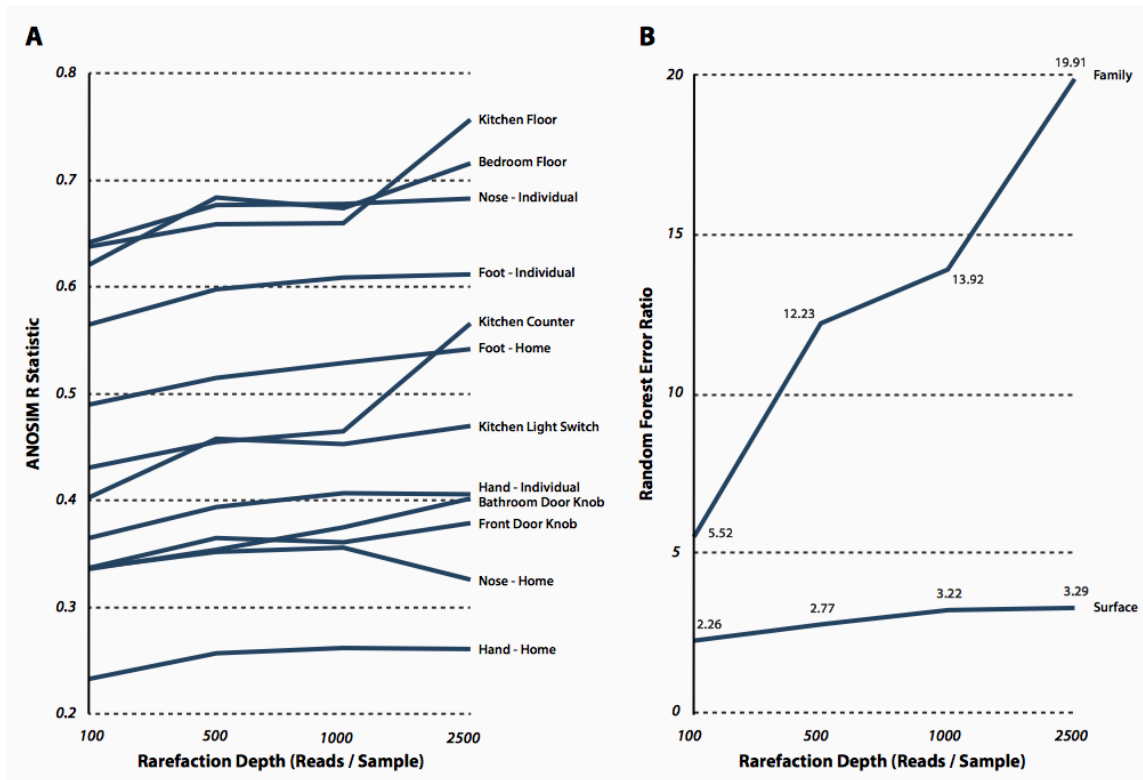 A
0.8
0.7
0.6
0.5
0.4
0.3
0.2
ANOSIM R Statistic
Kitchen Floor
Bedroom Floor
Nose - Individual
Foot - Individual
Kitchen Counter
Foot - Home
Kitchen Light Switch
Hand - Individual
Bathroom Door Knob
Front Door Knob
Nose - Home
Hand - Home
100 500 1000 2500
Rarefaction Depth (Reads / Sample)
B
20
15
10
5
0
Random Forest Error Ratio
19.91
Family
12.23
13.92
5.52
2.26
2.77
3.22
3.29
Surface
100 500 1000 2500
Rarefaction Depth (Reads / Sample)